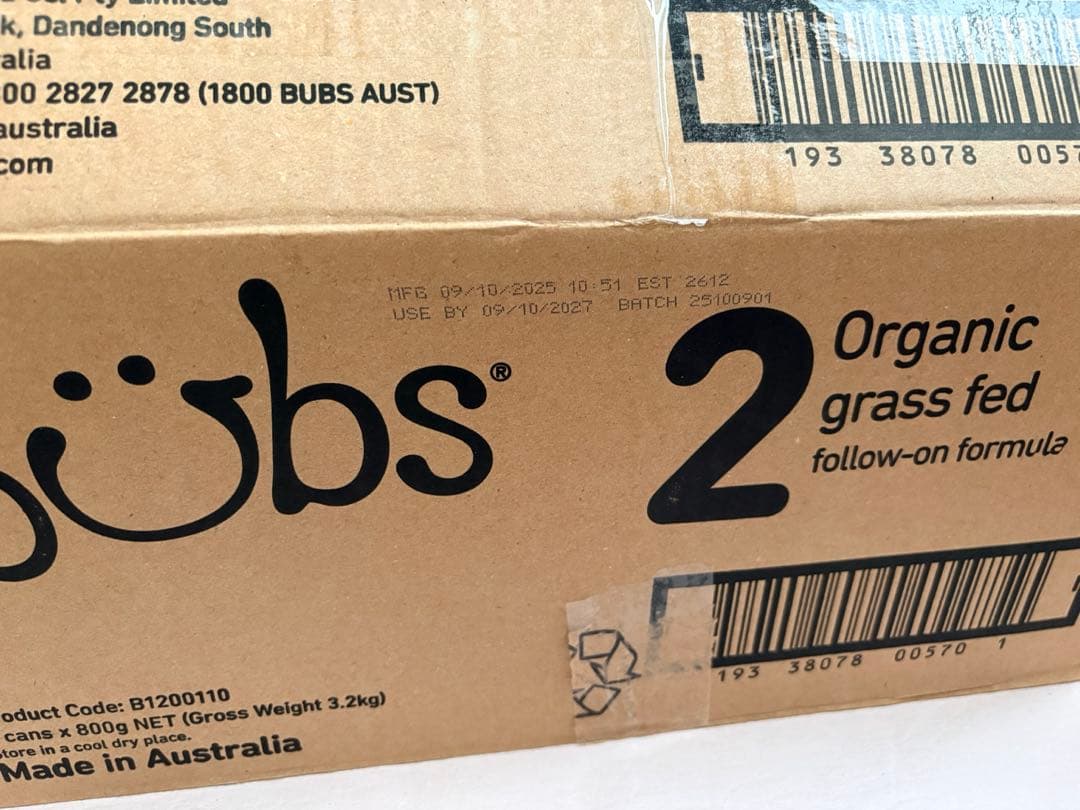 k, Dandenong South
alia
00 2827 2878 (1800 BUBS AUST)
australia
com
193 38078 0057
MFG 09/10/2025 10:51 EST 2612
USE BY 09/10/2027 BATCH 25100901
bubs®
2
Organic
grass fed
follow-on formula
193 38078 00570 1
oduct Code: B1200110
cans x 800g NET (Gross Weight 3.2kg)
Store in a cool dry place.
Made in Australia